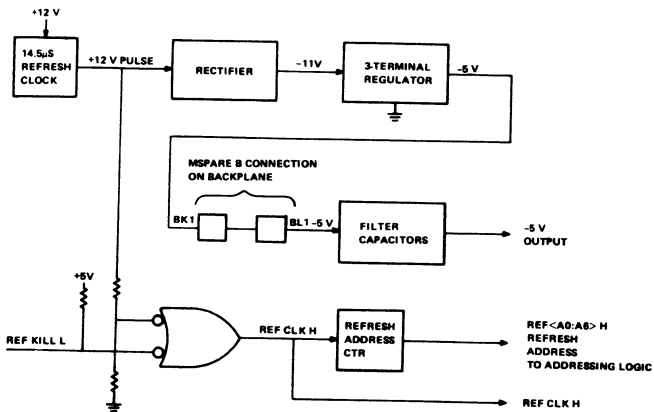 +12 V
14.5μS
REFRESH
CLOCK
+12 V PULSE
RECTIFIER
-11V
3-TERMINAL
REGULATOR
-5 V
MSPARE B CONNECTION
ON BACKPLANE
BK1
BL1 -5 V
FILTER
CAPACITORS
-5 V
OUTPUT
+5V
REF KILL L
REF CLK H
REFRESH
ADDRESS
CTR
REF<A0:A6> H
REFRESH
ADDRESS
TO ADDRESSING LOGIC
REF CLK H